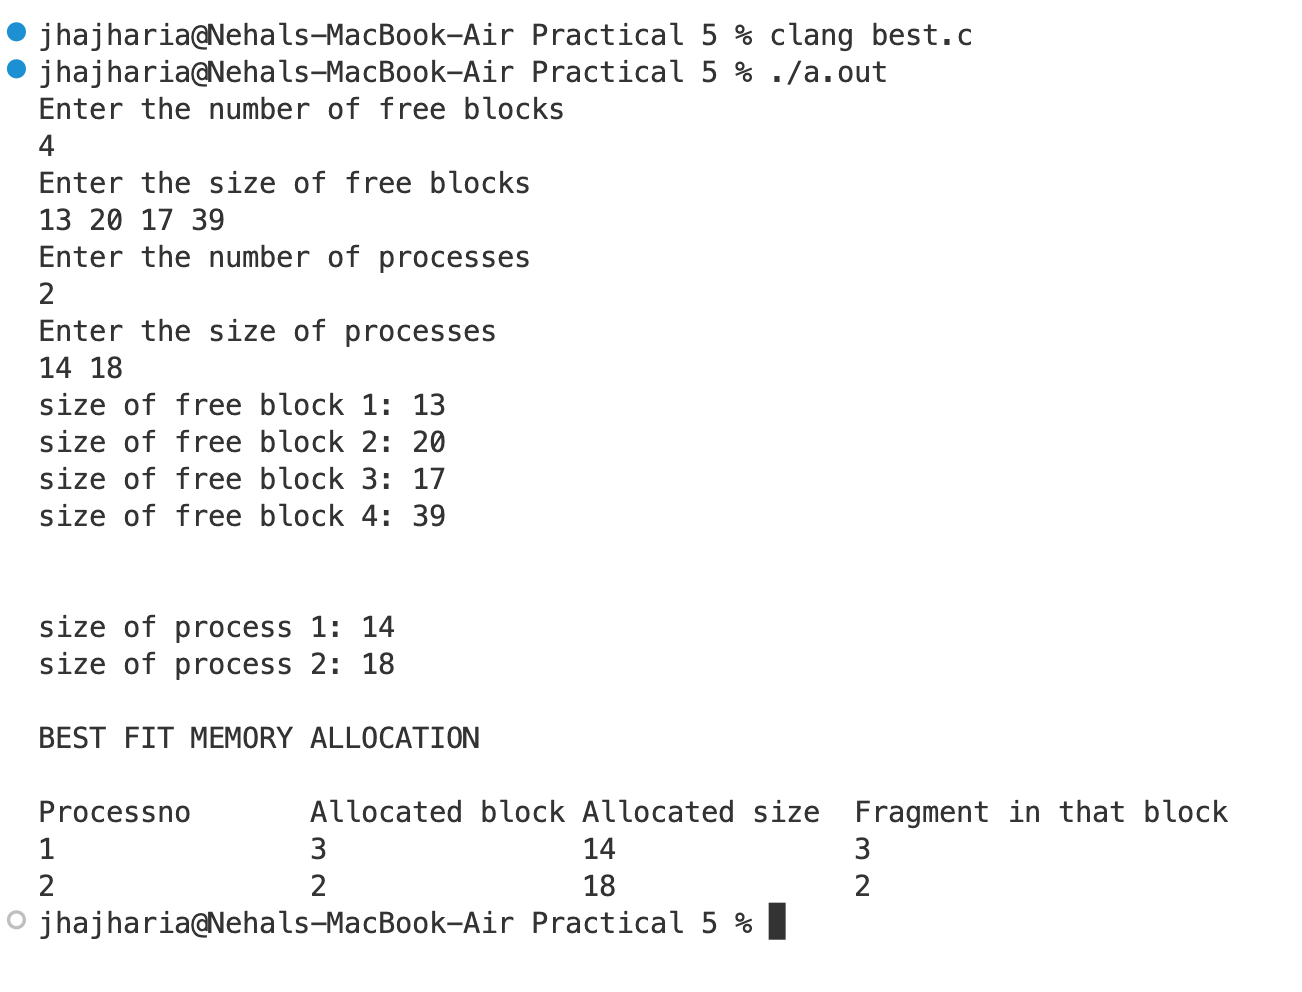 jhajharia@Nehals-MacBook-Air Practical 5 % clang best.c
jhajharia@Nehals-MacBook-Air Practical 5 % ./a.out
Enter the number of free blocks
4
Enter the size of free blocks
13 20 17 39
Enter the number of processes
2
Enter the size of processes
14 18
size of free block 1: 13
size of free block 2: 20
size of free block 3: 17
size of free block 4: 39
size of process 1: 14
size of process 2: 18
BEST FIT MEMORY ALLOCATION
Processno Allocated block Allocated size Fragment in that block
1 3 14 3
2 2 18 2
jhajharia@Nehals-MacBook-Air Practical 5 %